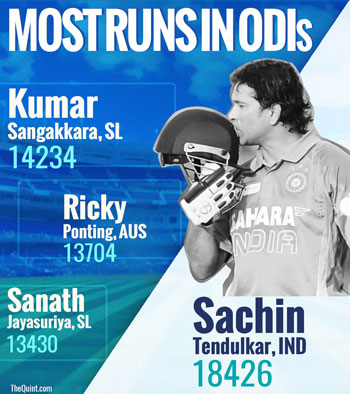 MOST RUNS IN ODIs
Kumar
Sangakkara, SL
14234
Ricky
Ponting, AUS
13704
Sanath
Jayasuriya, SL
13430
SAHARA
INDIA
Sachin
Tendulkar, IND
18426
TheQuint.com